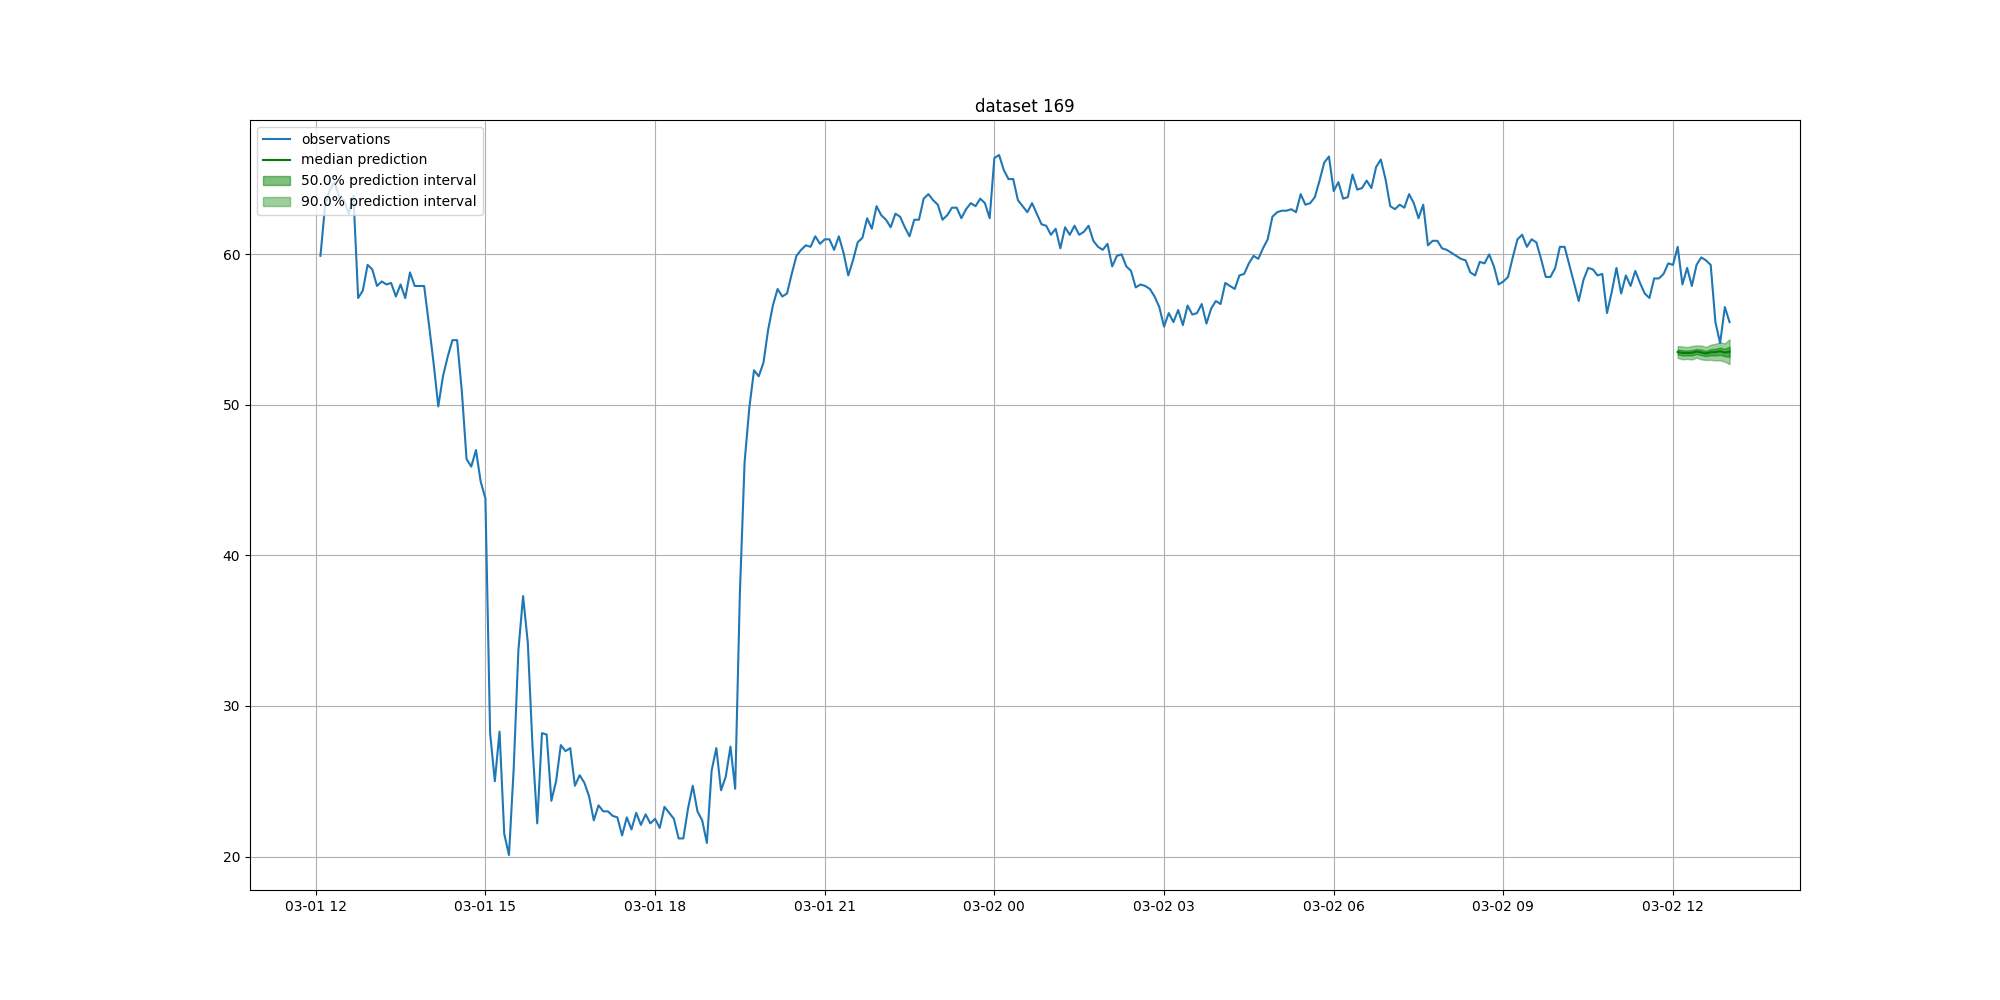 dataset 169
observations
median prediction
50.0% prediction interval
90.0% prediction interval
60
50
40
30
20
03-01 12
03-01 15
03-01 18
03-01 21
03-02 00
03-02 03
03-02 06
03-02 09
03-02 12